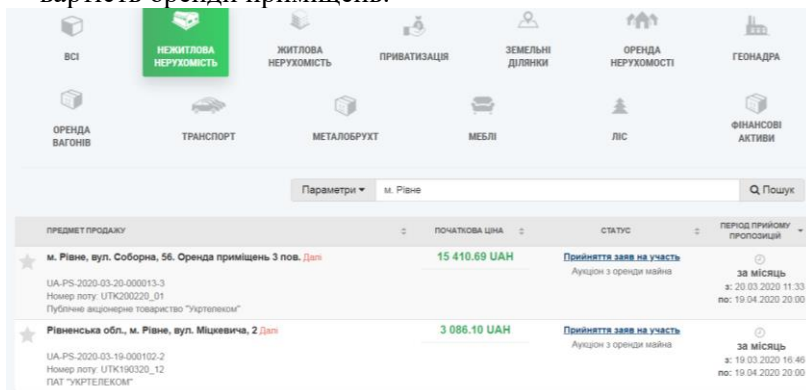 вартість оренди приміщень.
ВСІ
НЕЖИТЛОВА
НЕРУХОМІСТЬ
ЖИТЛОВА
НЕРУХОМІСТЬ
ПРИВАТИЗАЦІЯ
ЗЕМЕЛЬНІ
ДІЛЯНКИ
ОРЕНДА
НЕРУХОМОСТІ
ГЕОНАДРА
ОРЕНДА
ВАГОНІВ
ТРАНСПОРТ
МЕТАЛОБРУХТ
МЕБЛІ
ЛІС
ФІНАНСОВІ
АКТИВИ
Параметри м. Рівне Пошук
ПРЕДМЕТ ПРОДАЖУ ПОЧАТКОВА ЦІНА СТАТУС ПЕРІОД ПРИЙОМУ
ПРОПОЗИЦІЙ
м. Рівне, вул. Соборна, 56. Оренда приміщень 3 пов. Далі 15 410.69 UAH Прийняття заяв на участь
Аукціон з оренди майна
за місяць
UA-PS-2020-03-20-000013-3
з: 20.03.2020 11:33
Номер лоту: UTK200220_01
по: 19.04.2020 20:00
Публічне акціонерне товариство "Укртелеком"
Рівненська обл., м. Рівне, вул. Міцкевича, 2 Далі 3 086.10 UAH Прийняття заяв на участь
Аукціон з оренди майна
за місяць
UA-PS-2020-03-19-000102-2
з: 19.03.2020 16:46
Номер лоту: UTK190320_12
по: 19.04.2020 20:00
ПАТ "УКРТЕЛЕКОМ"